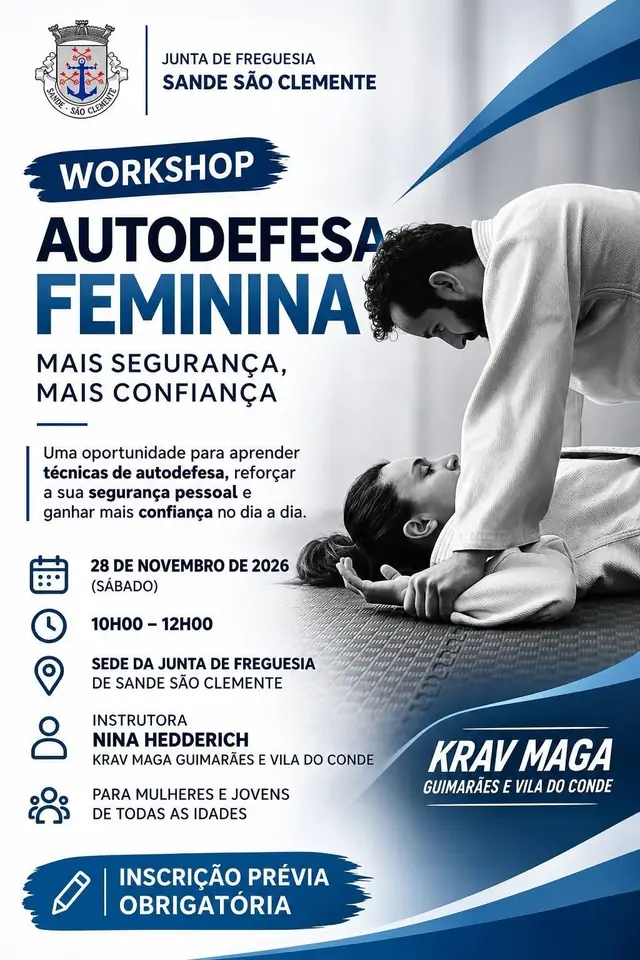 SANDE - SÃO CLEMENTE
JUNTA DE FREGUESIA
SANDE SÃO CLEMENTE
WORKSHOP
AUTODEFESA
FEMININA
MAIS SEGURANÇA,
MAIS CONFIANÇA
Uma oportunidade para aprender
técnicas de autodefesa, reforçar
a sua segurança pessoal e
ganhar mais confiança no dia a dia.
28 DE NOVEMBRO DE 2026
(SÁBADO)
10H00 – 12H00
SEDE DA JUNTA DE FREGUESIA
DE SANDE SÃO CLEMENTE
INSTRUTORA
NINA HEDDERICH
KRAV MAGA GUIMARÃES E VILA DO CONDE
PARA MULHERES E JOVENS
DE TODAS AS IDADES
KRAV MAGA
GUIMARÃES E VILA DO CONDE
INSCRIÇÃO PRÉVIA
OBRIGATÓRIA